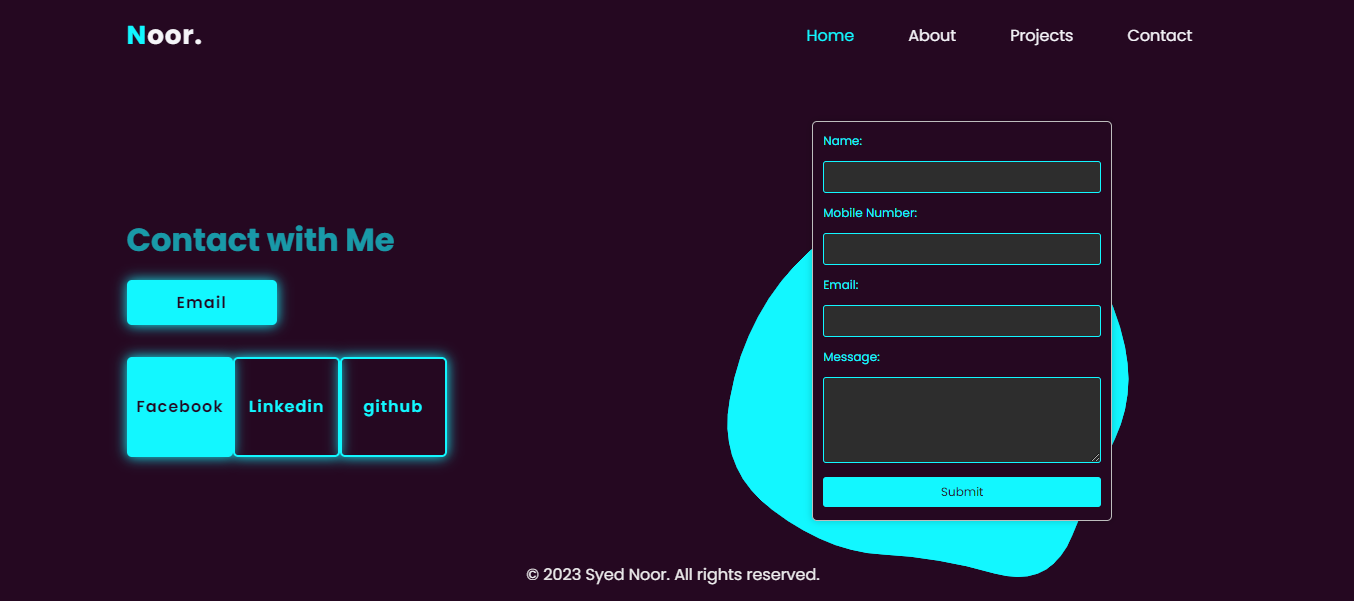 Noor.
Home About Projects Contact
Contact with Me
Email
Facebook Linkedin github
Name:
Mobile Number:
Email:
Message:
Submit
© 2023 Syed Noor. All rights reserved.